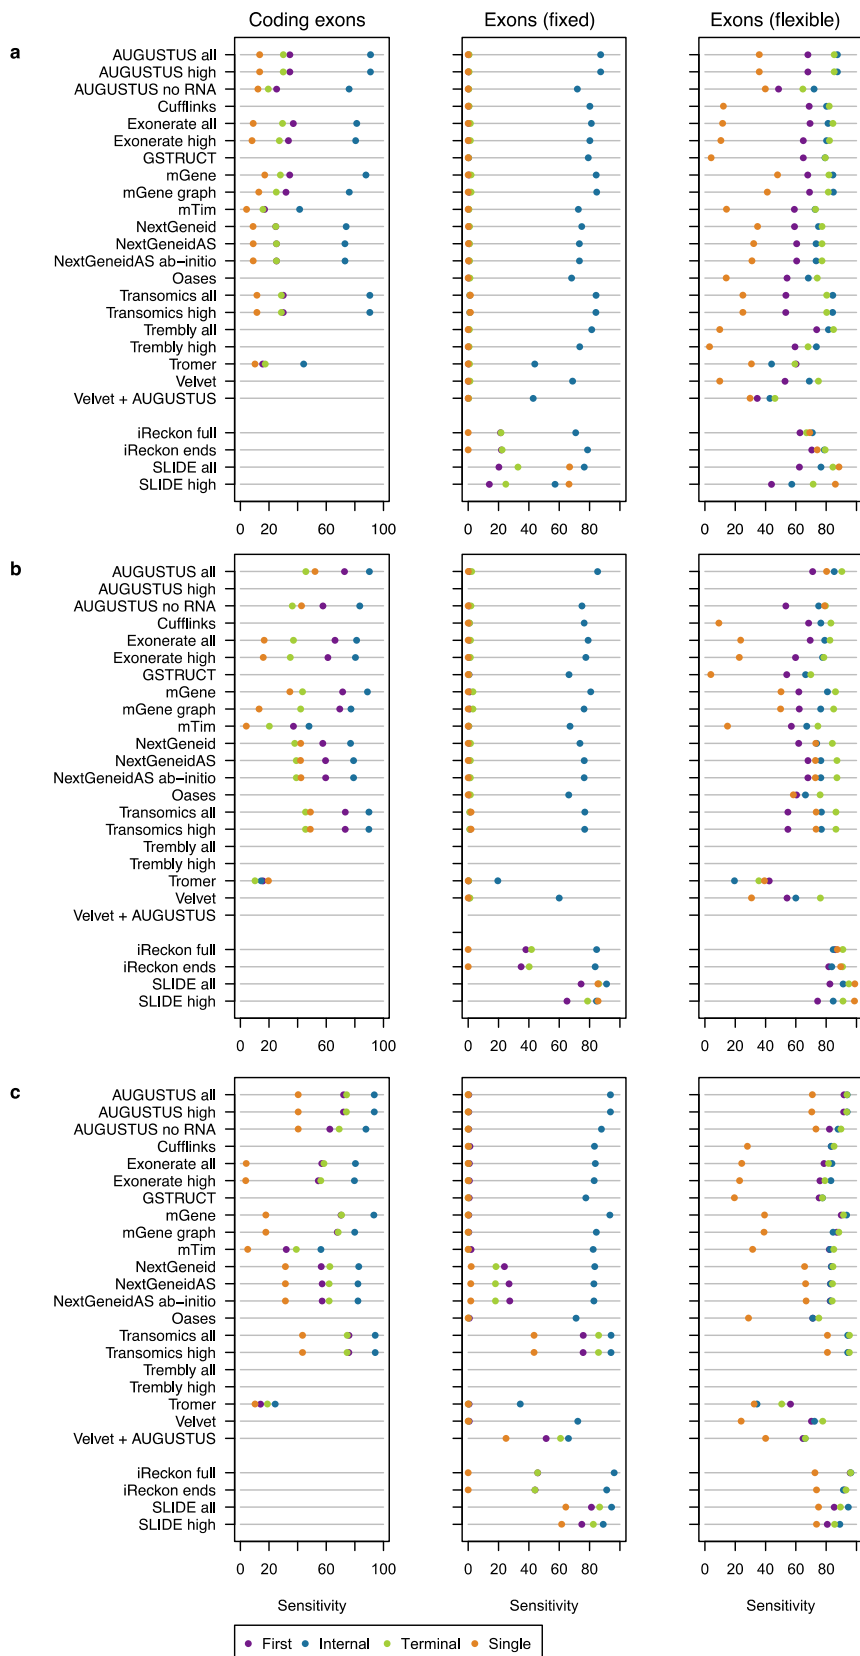 Coding exons Exons (fixed) Exons (flexible)
a
AUGUSTUS all
AUGUSTUS high
AUGUSTUS no RNA
Cufflinks
Exonerate all
Exonerate high
GSTRUCT
mGene
mGene graph
mTim
NextGeneid
NextGeneidAS
NextGeneidAS ab−initio
Oases
Transomics all
Transomics high
Trembly all
Trembly high
Tromer
Velvet
Velvet + AUGUSTUS
iReckon full
iReckon ends
SLIDE all
SLIDE high
0 20 60 100 0 20 40 60 80 0 20 40 60 80
b
AUGUSTUS all
AUGUSTUS high
AUGUSTUS no RNA
Cufflinks
Exonerate all
Exonerate high
GSTRUCT
mGene
mGene graph
mTim
NextGeneid
NextGeneidAS
NextGeneidAS ab−initio
Oases
Transomics all
Transomics high
Trembly all
Trembly high
Tromer
Velvet
Velvet + AUGUSTUS
iReckon full
iReckon ends
SLIDE all
SLIDE high
0 20 60 100 0 20 40 60 80 0 20 40 60 80
c
AUGUSTUS all
AUGUSTUS high
AUGUSTUS no RNA
Cufflinks
Exonerate all
Exonerate high
GSTRUCT
mGene
mGene graph
mTim
NextGeneid
NextGeneidAS
NextGeneidAS ab−initio
Oases
Transomics all
Transomics high
Trembly all
Trembly high
Tromer
Velvet
Velvet + AUGUSTUS
iReckon full
iReckon ends
SLIDE all
SLIDE high
0 20 60 100 0 20 40 60 80 0 20 40 60 80
Sensitivity Sensitivity Sensitivity
First Internal Terminal Single